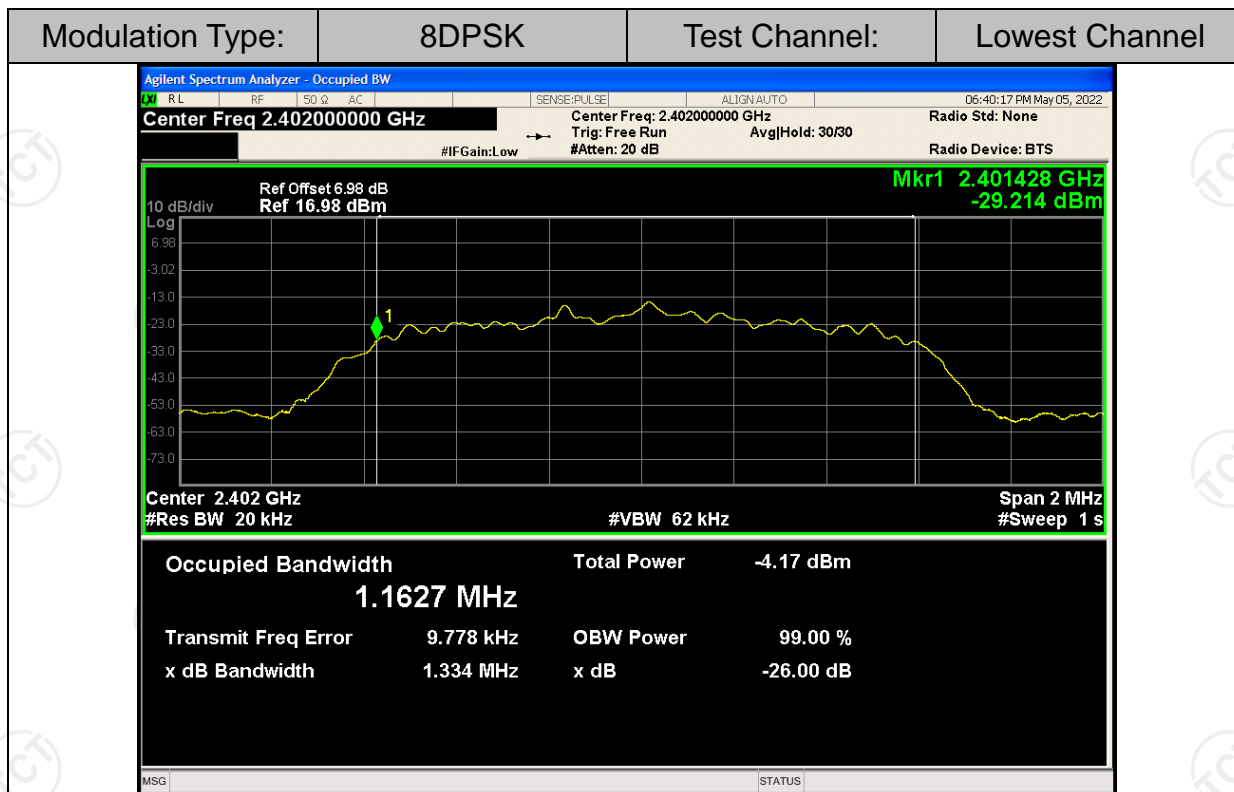 Modulation Type: 8DPSK Test Channel: Lowest Channel
Agilent Spectrum Analyzer - Occupied BW
LXI RL RF 50 Ω AC SENSE:PULSE ALIGN AUTO 06:40:17 PM May 05, 2022
Center Freq 2.402000000 GHz Center Freq: 2.402000000 GHz Radio Std: None
Trig: Free Run Avg|Hold: 30/30
#IFGain:Low #Atten: 20 dB Radio Device: BTS
Mkr1 2.401428 GHz
Ref Offset 6.98 dB
10 dB/div Ref 16.98 dBm -29.214 dBm
Log
6.98
-3.02
-13.0
1
-23.0
-33.0
-43.0
-53.0
-63.0
-73.0
Center 2.402 GHz Span 2 MHz
#Res BW 20 kHz #VBW 62 kHz #Sweep 1 s
Occupied Bandwidth Total Power -4.17 dBm
1.1627 MHz
Transmit Freq Error 9.778 kHz OBW Power 99.00 %
x dB Bandwidth 1.334 MHz x dB -26.00 dB
MSG STATUS
TCT
TCT
TCT
TCT
TCT
TCT